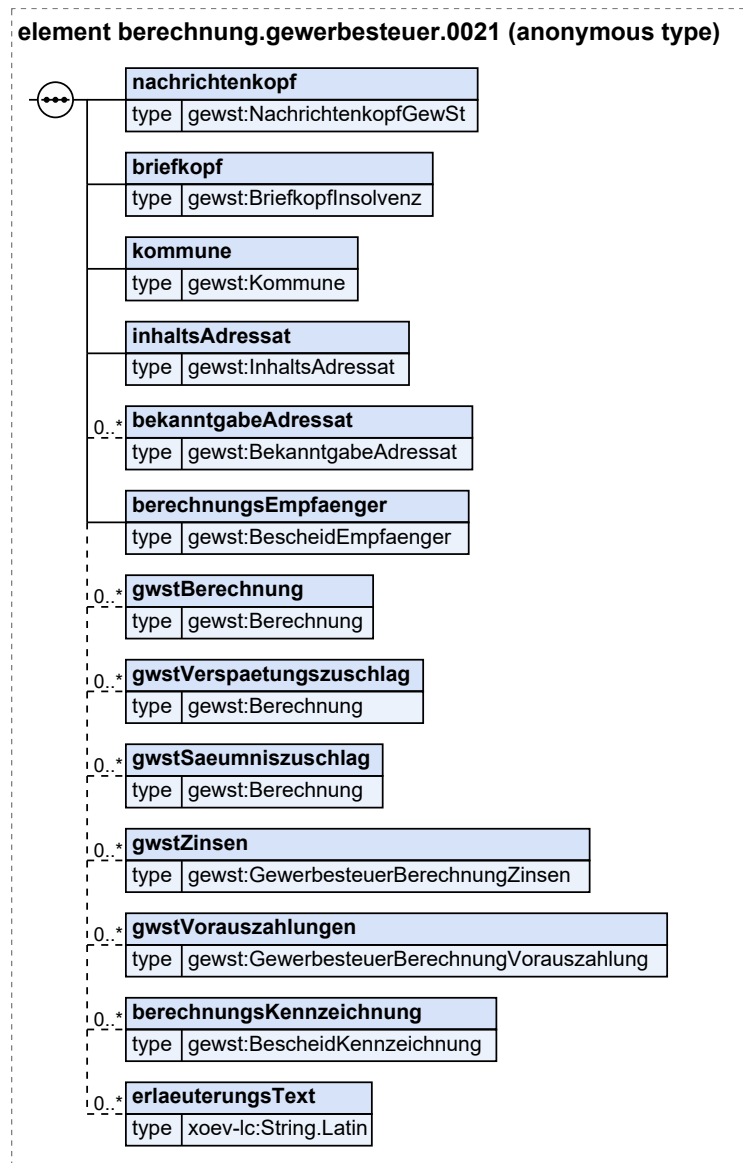 element berechnung.gewerbesteuer.0021 (anonymous type)
nachrichtenkopf
type gewst:NachrichtenkopfGewSt
briefkopf
type gewst:BriefkopfInsolvenz
kommune
type gewst:Kommune
inhaltsAdressat
type gewst:InhaltsAdressat
0..* bekanntgabeAdressat
type gewst:BekanntgabeAdressat
berechnungsEmpfaenger
type gewst:BescheidEmpfaenger
0..* gwstBerechnung
type gewst:Berechnung
0..* gwstVerspaetungszuschlag
type gewst:Berechnung
0..* gwstSaeumniszuschlag
type gewst:Berechnung
0..* gwstZinsen
type gewst:GewerbesteuerBerechnungZinsen
0..* gwstVorauszahlungen
type gewst:GewerbesteuerBerechnungVorauszahlung
0..* berechnungsKennzeichnung
type gewst:BescheidKennzeichnung
0..* erlaeuterungsText
type xoev-lc:String.Latin